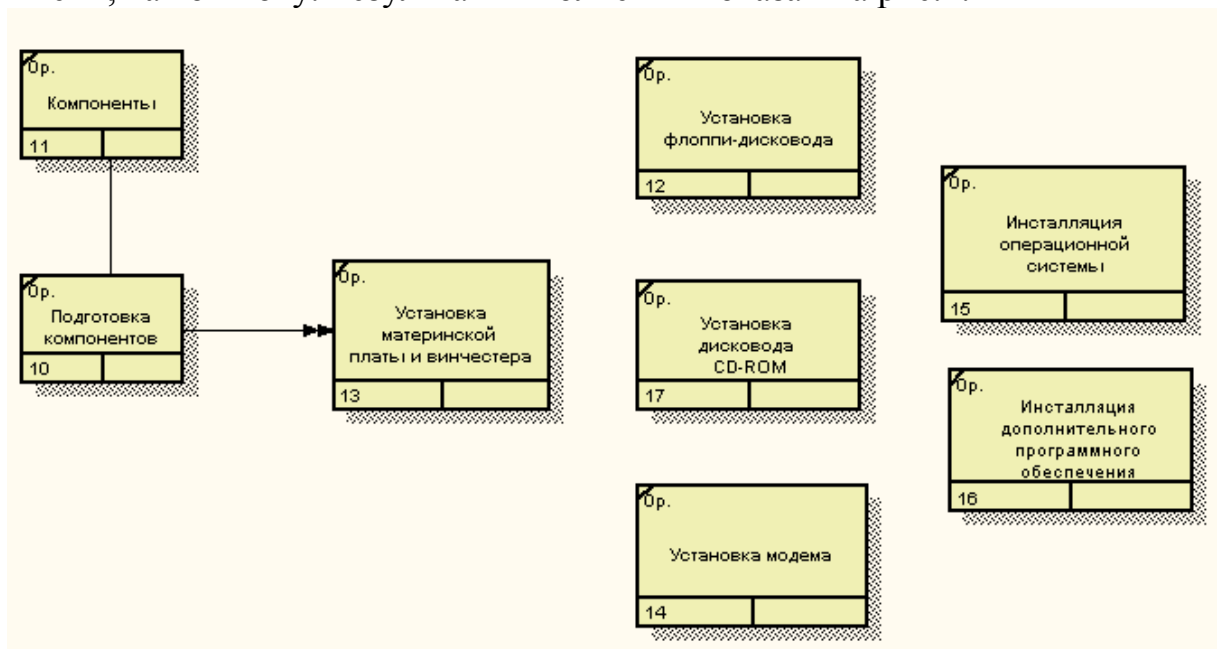 0р.
Компоненты
11
0р.
Подготовка
компонентов
10
0р.
Установка
материнской
платы и винчестера
13
0р.
Установка
флоппи-дисковода
12
0р.
Установка
дисковода
CD-ROM
17
0р.
Установка модема
14
0р.
Инсталляция
операционной
системы
15
0р.
Инсталляция
дополнительного
программного
обеспечения
16